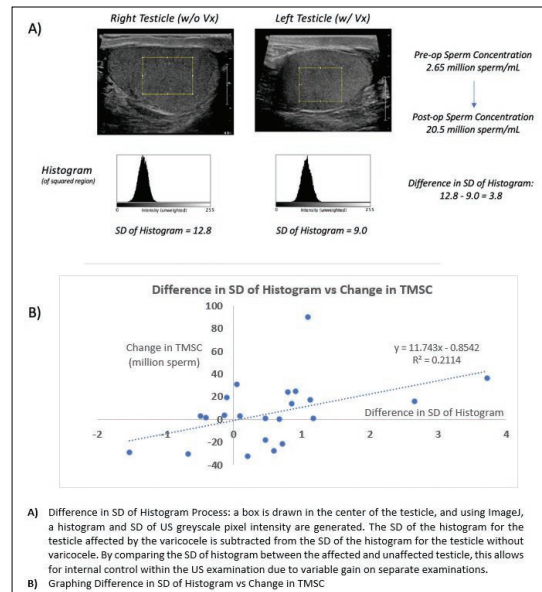 A)
Right Testicle (w/o Vx)
Left Testicle (w/ Vx)
Pre-op Sperm Concentration
2.65 million sperm/mL
Post-op Sperm Concentration
20.5 million sperm/mL
Histogram
(of squared region)
0 Intensity (unweighted) 255
0 Intensity (unweighted) 255
SD of Histogram = 12.8
SD of Histogram = 9.0
Difference in SD of Histogram:
12.8 - 9.0 = 3.8
B)
Difference in SD of Histogram vs Change in TMSC
Change in TMSC
(million sperm)
y = 11.743x - 0.8542
R² = 0.2114
Difference in SD of Histogram
100
80
60
40
20
0
-20
-40
-2 -1 0 1 2 3 4
A) Difference in SD of Histogram Process: a box is drawn in the center of the testicle, and using ImageJ,
a histogram and SD of US greyscale pixel intensity are generated. The SD of the histogram for the
testicle affected by the varicocele is subtracted from the SD of the histogram for the testicle without
varicocele. By comparing the SD of histogram between the affected and unaffected testicle, this allows
for internal control within the US examination due to variable gain on separate examinations.
B) Graphing Difference in SD of Histogram vs Change in TMSC